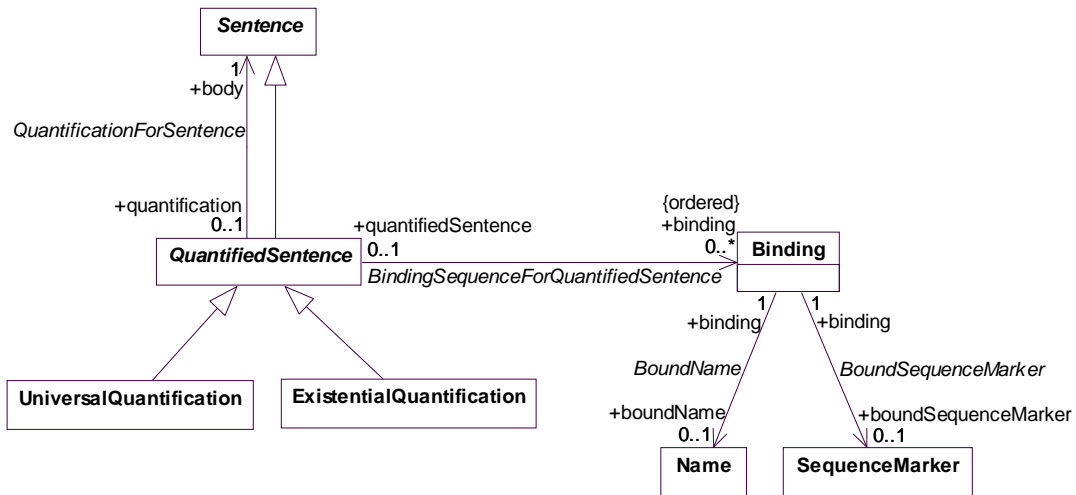 Sentence
1
+body
QuantificationForSentence
+quantification
0..1
QuantifiedSentence
+quantifiedSentence
0..1
BindingSequenceForQuantifiedSentence
{ordered}
+binding
0..*
Binding
1
+binding
1
+binding
BoundName
BoundSequenceMarker
+boundName
0..1
+boundSequenceMarker
0..1
UniversalQuantification
ExistentialQuantification
Name
SequenceMarker